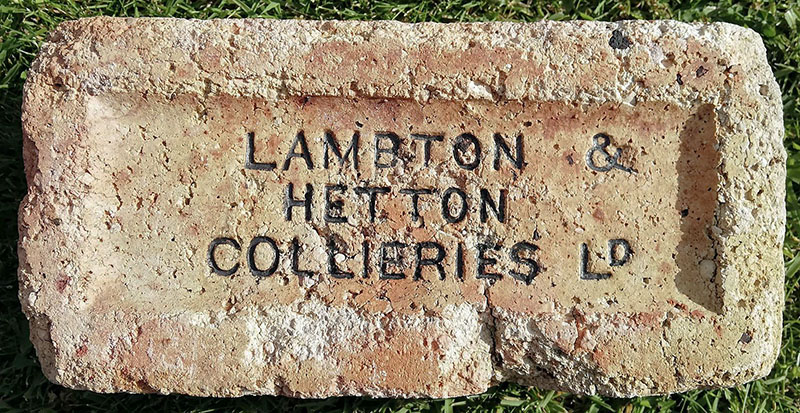 LAMBTON &
HETTON
COLLIERIES LD